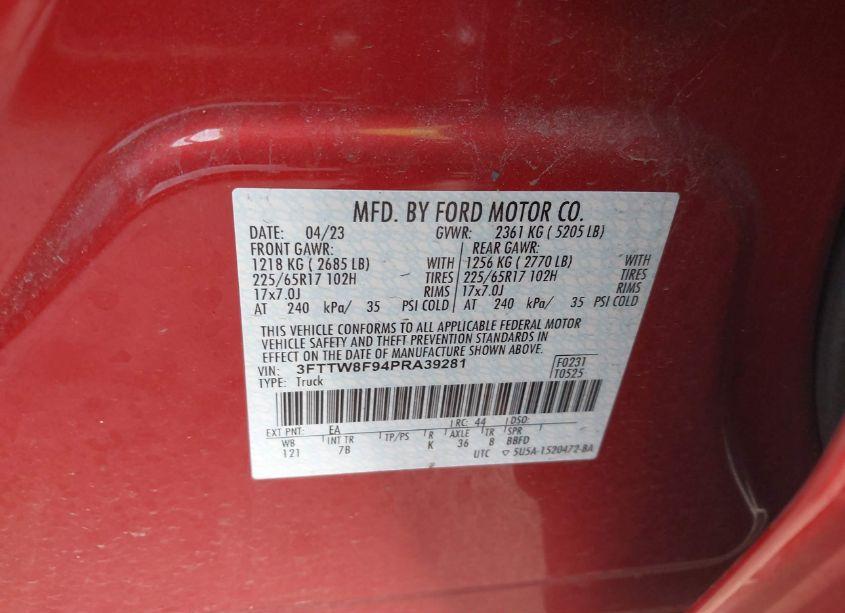 MFD. BY FORD MOTOR CO.
DATE: 04/23 GVWR: 2361 KG ( 5205 LB)
FRONT GAWR: REAR GAWR:
1218 KG ( 2685 LB) WITH 1256 KG ( 2770 LB) WITH
225/65R17 102H TIRES 225/65R17 102H TIRES
17x7.0J RIMS 17x7.0J RIMS
AT 240 kPa/ 35 PSI COLD AT 240 kPa/ 35 PSI COLD
THIS VEHICLE CONFORMS TO ALL APPLICABLE FEDERAL MOTOR
VEHICLE SAFETY AND THEFT PREVENTION STANDARDS IN
EFFECT ON THE DATE OF MANUFACTURE SHOWN ABOVE.
VIN: 3FTTW8F94PRA39281 F0231
TYPE: Truck T0525
EXT PNT: EA RC: 44 DSO:
WB INT TR TP/PS R AXLE TR SPR
121 7B K 36 8 BBFD
UTC 5U5A-1520472-BA